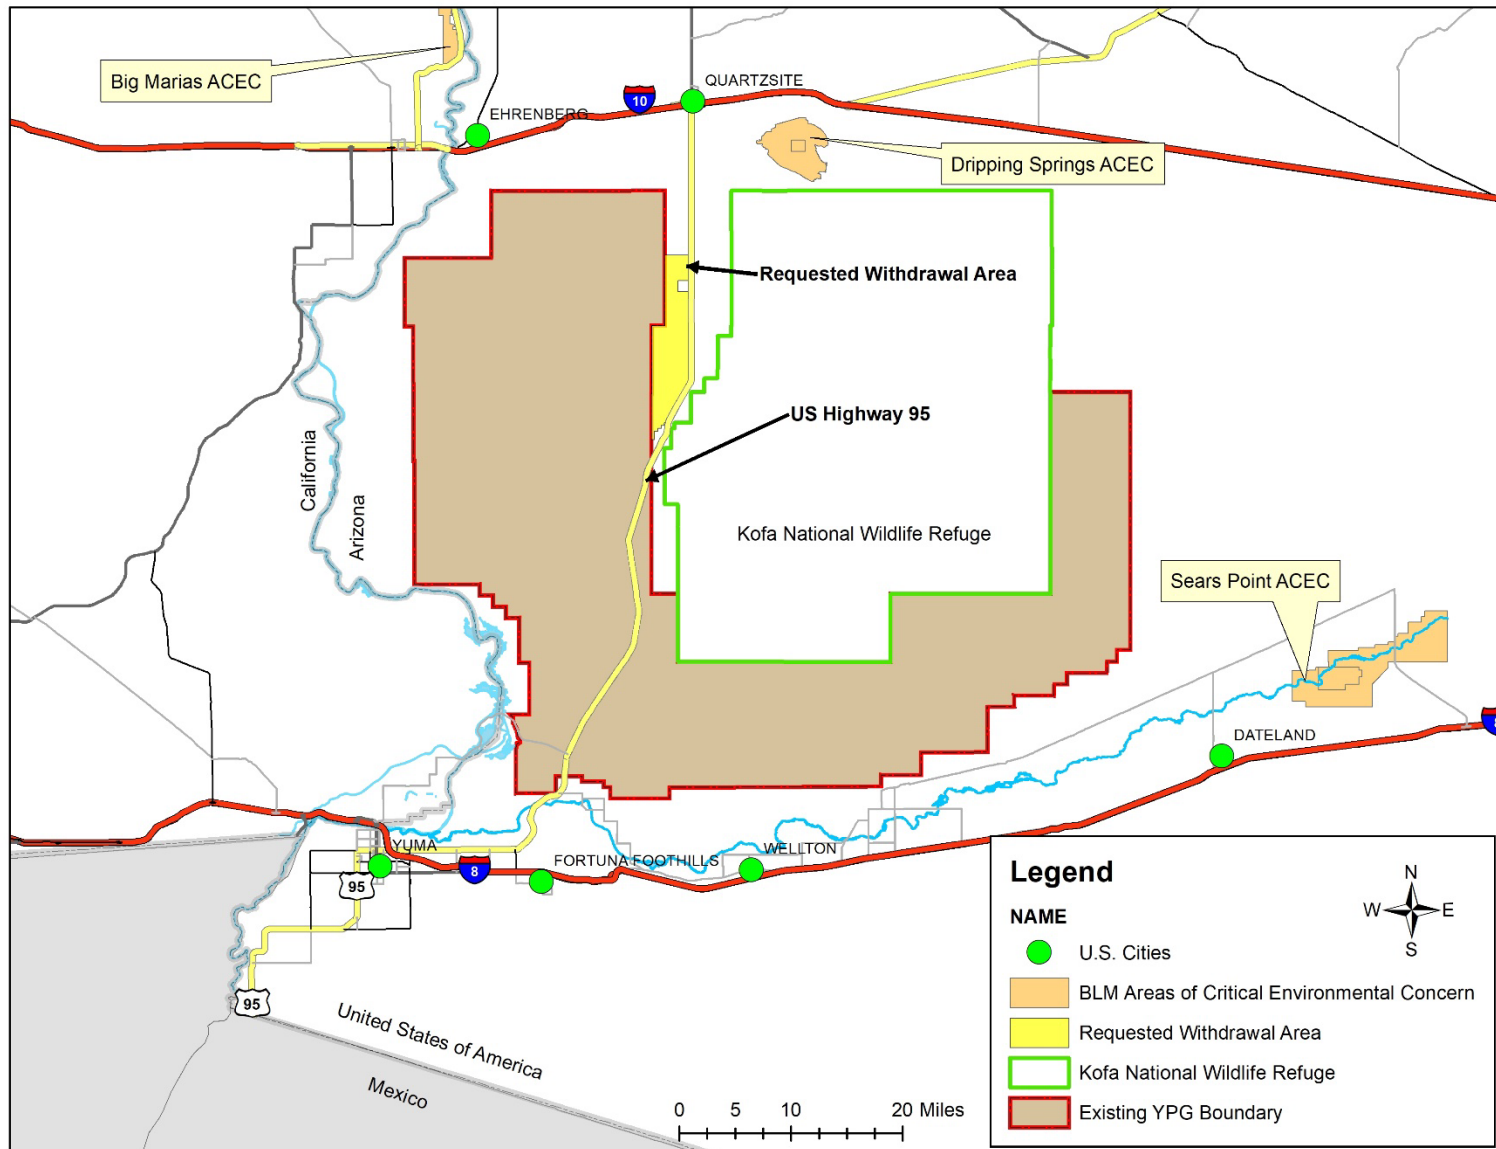 Big Marias ACEC
QUARTZSITE
10
EHRENBERG
Dripping Springs ACEC
Requested Withdrawal Area
US Highway 95
California
Arizona
Kofa National Wildlife Refuge
Sears Point ACEC
DATELAND
YUMA
FORTUNA FOOTHILLS
WELLTON
8
95
95
United States of America
Mexico
0 5 10 20 Miles
Legend
NAME
U.S. Cities
BLM Areas of Critical Environmental Concern
Requested Withdrawal Area
Kofa National Wildlife Refuge
Existing YPG Boundary
N
W
E
S